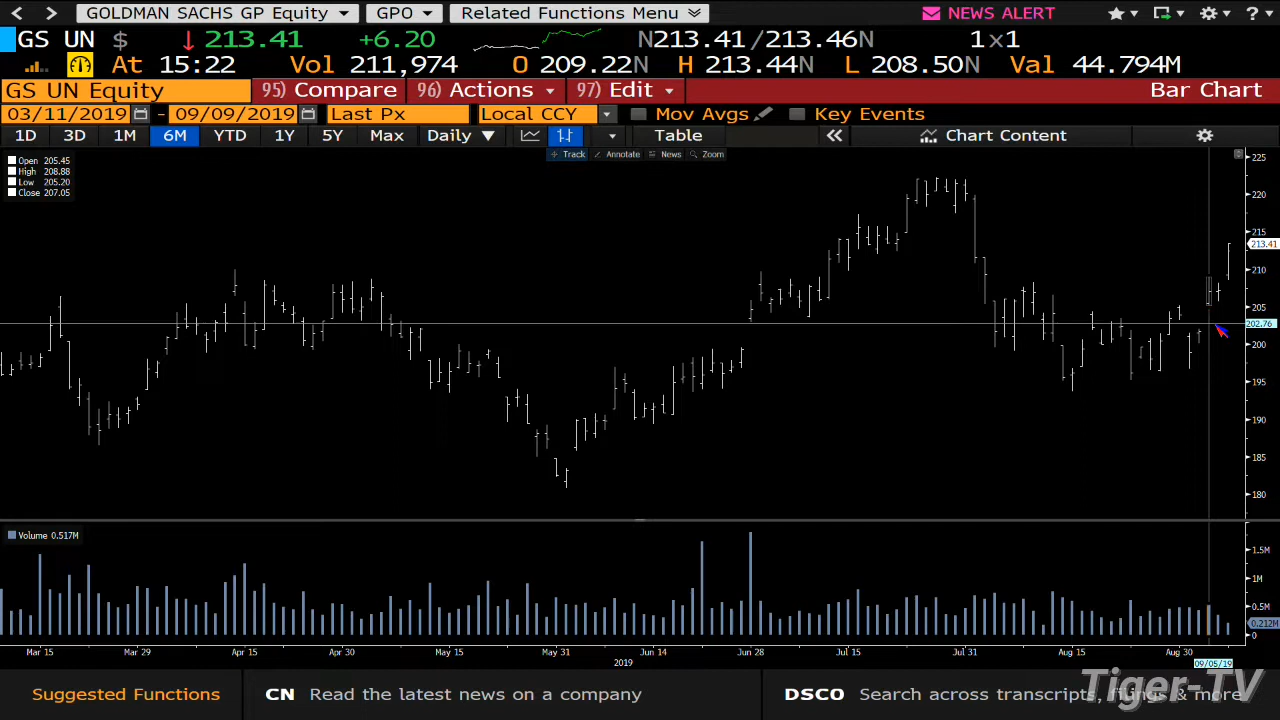 GOLDMAN SACHS GP Equity GPO Related Functions Menu NEWS ALERT
GS UN $ 213.41 +6.20 N213.41/213.46N 1×1
At 15:22 Vol 211,974 O 209.22N H 213.44N L 208.50N Val 44.794M
GS UN Equity 95) Compare 96) Actions 97) Edit Bar Chart
03/11/2019 - 09/09/2019 Last Px Local CCY Mov Avgs Key Events
1D 3D 1M 6M YTD 1Y 5Y Max Daily ▼ Table « Chart Content
Track Annotate News Zoom
Open 205.45
High 208.88
Low 205.20
Close 207.05
225
220
215
213.41
210
205
202.76
200
195
190
185
180
Volume 0.517M
1.5M
1M
0.5M
0.212M
0
Mar 15 Mar 29 Apr 15 Apr 30 May 15 May 31 Jun 14 Jun 28 Jul 15 Jul 31 Aug 15 Aug 30
2019 09/05/19
Suggested Functions CN Read the latest news on a company DSCO Search across transcripts, filings & more
Tiger-TV